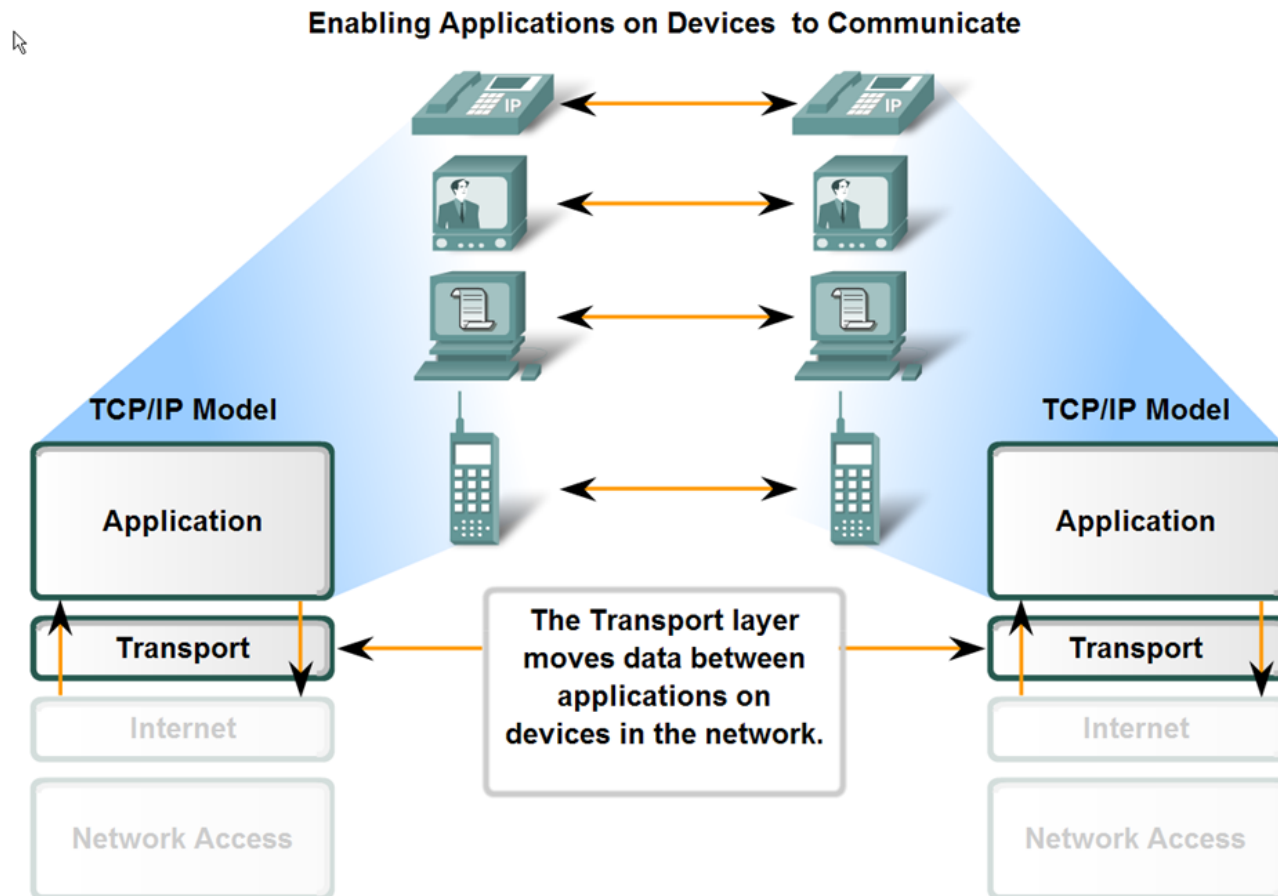 Enabling Applications on Devices to Communicate
IP
IP
TCP/IP Model
TCP/IP Model
Application
Application
The Transport layer
moves data between
applications on
devices in the network.
Transport
Transport
Internet
Internet
Network Access
Network Access